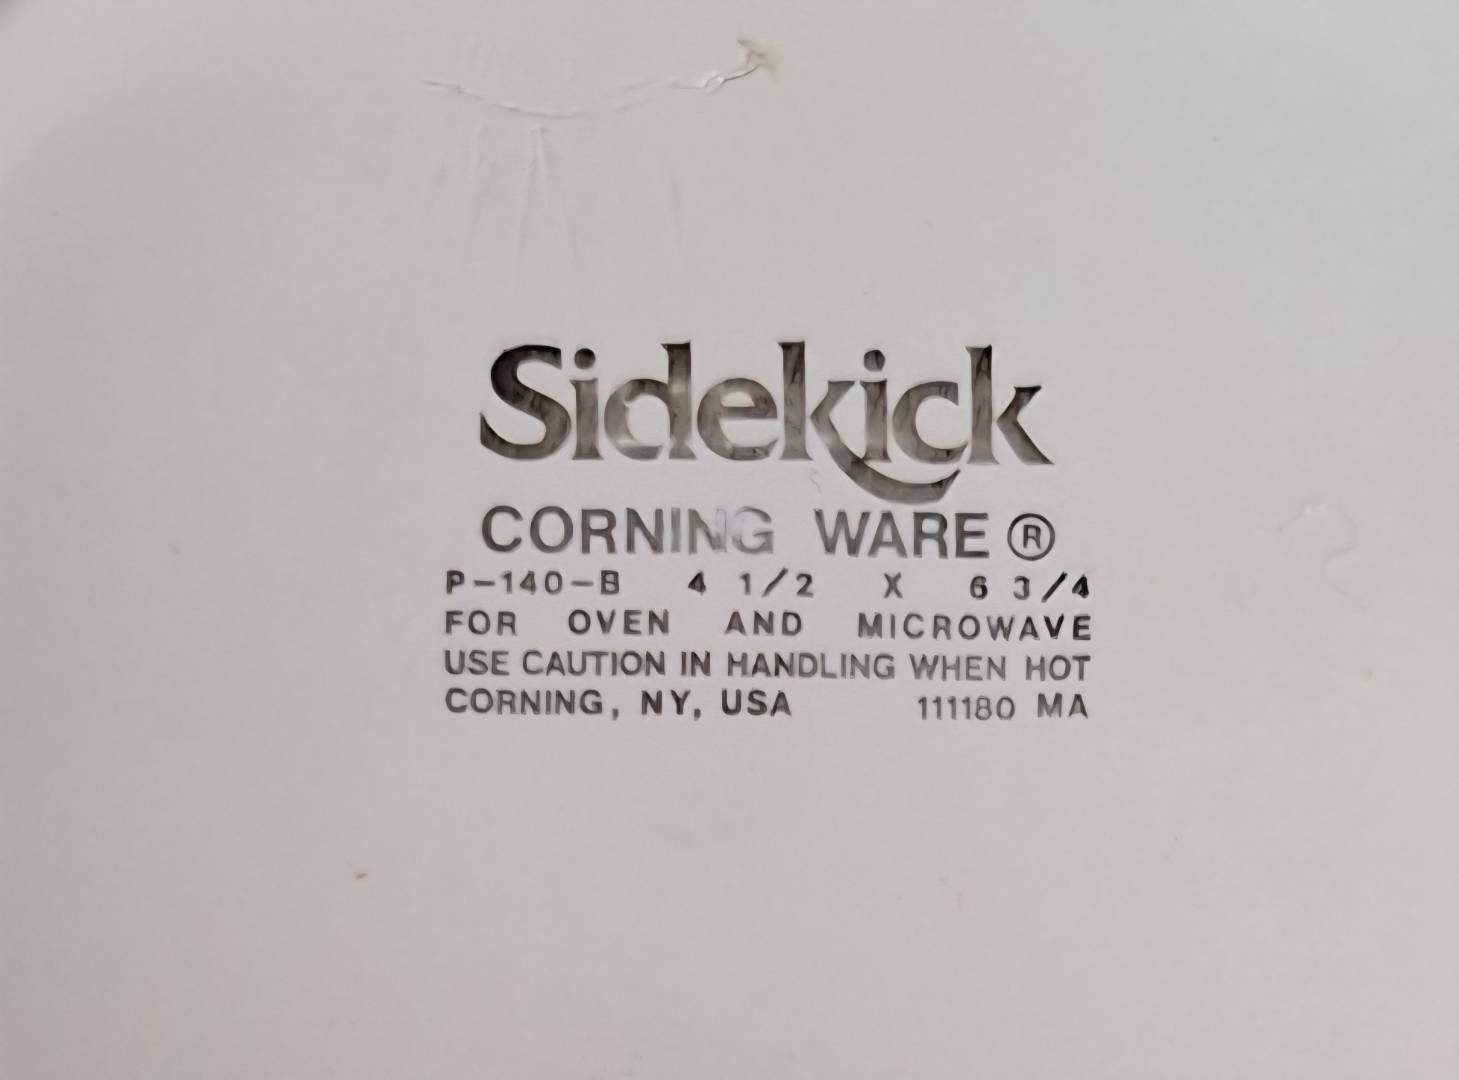 Sidekick
CORNING WARE ®
P-140-B 4 1/2 X 6 3/4
FOR OVEN AND MICROWAVE
USE CAUTION IN HANDLING WHEN HOT
CORNING, NY, USA 111180 MA